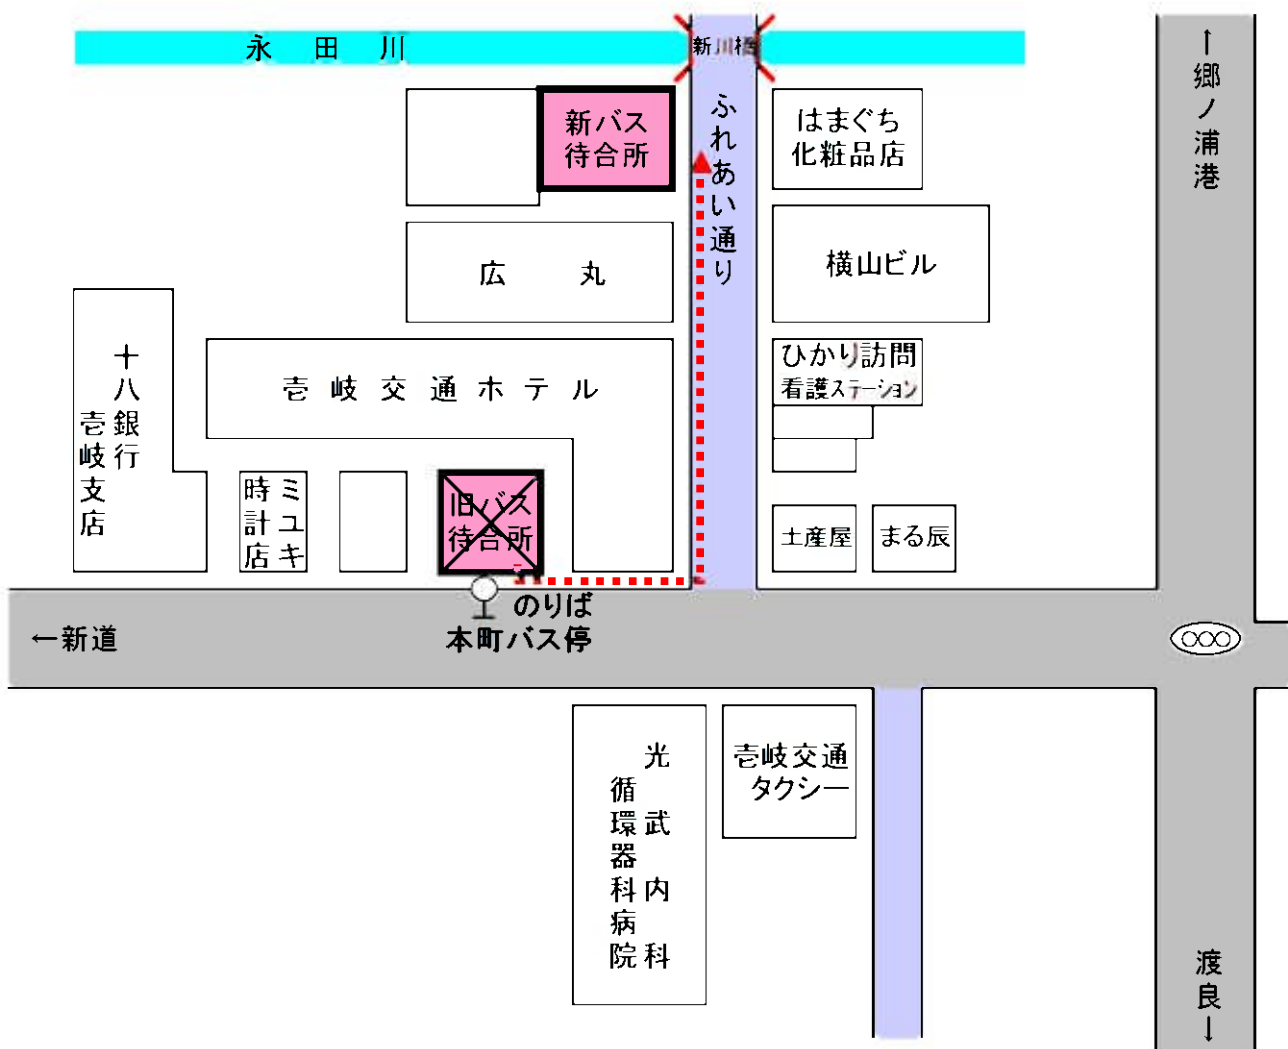 永田川
新川橋
↑郷ノ浦港
新バス
待合所
ふれあい通り
はまぐち
化粧品店
広丸
横山ビル
十八銀行
壱岐支店
壱岐交通ホテル
ひかり訪問
看護ステーション
ミユキ
時計店
旧バス
待合所
土産屋
まる辰
のりば
本町バス停
←新道
光武内科
循環器科病院
壱岐交通
タクシー
渡良↓